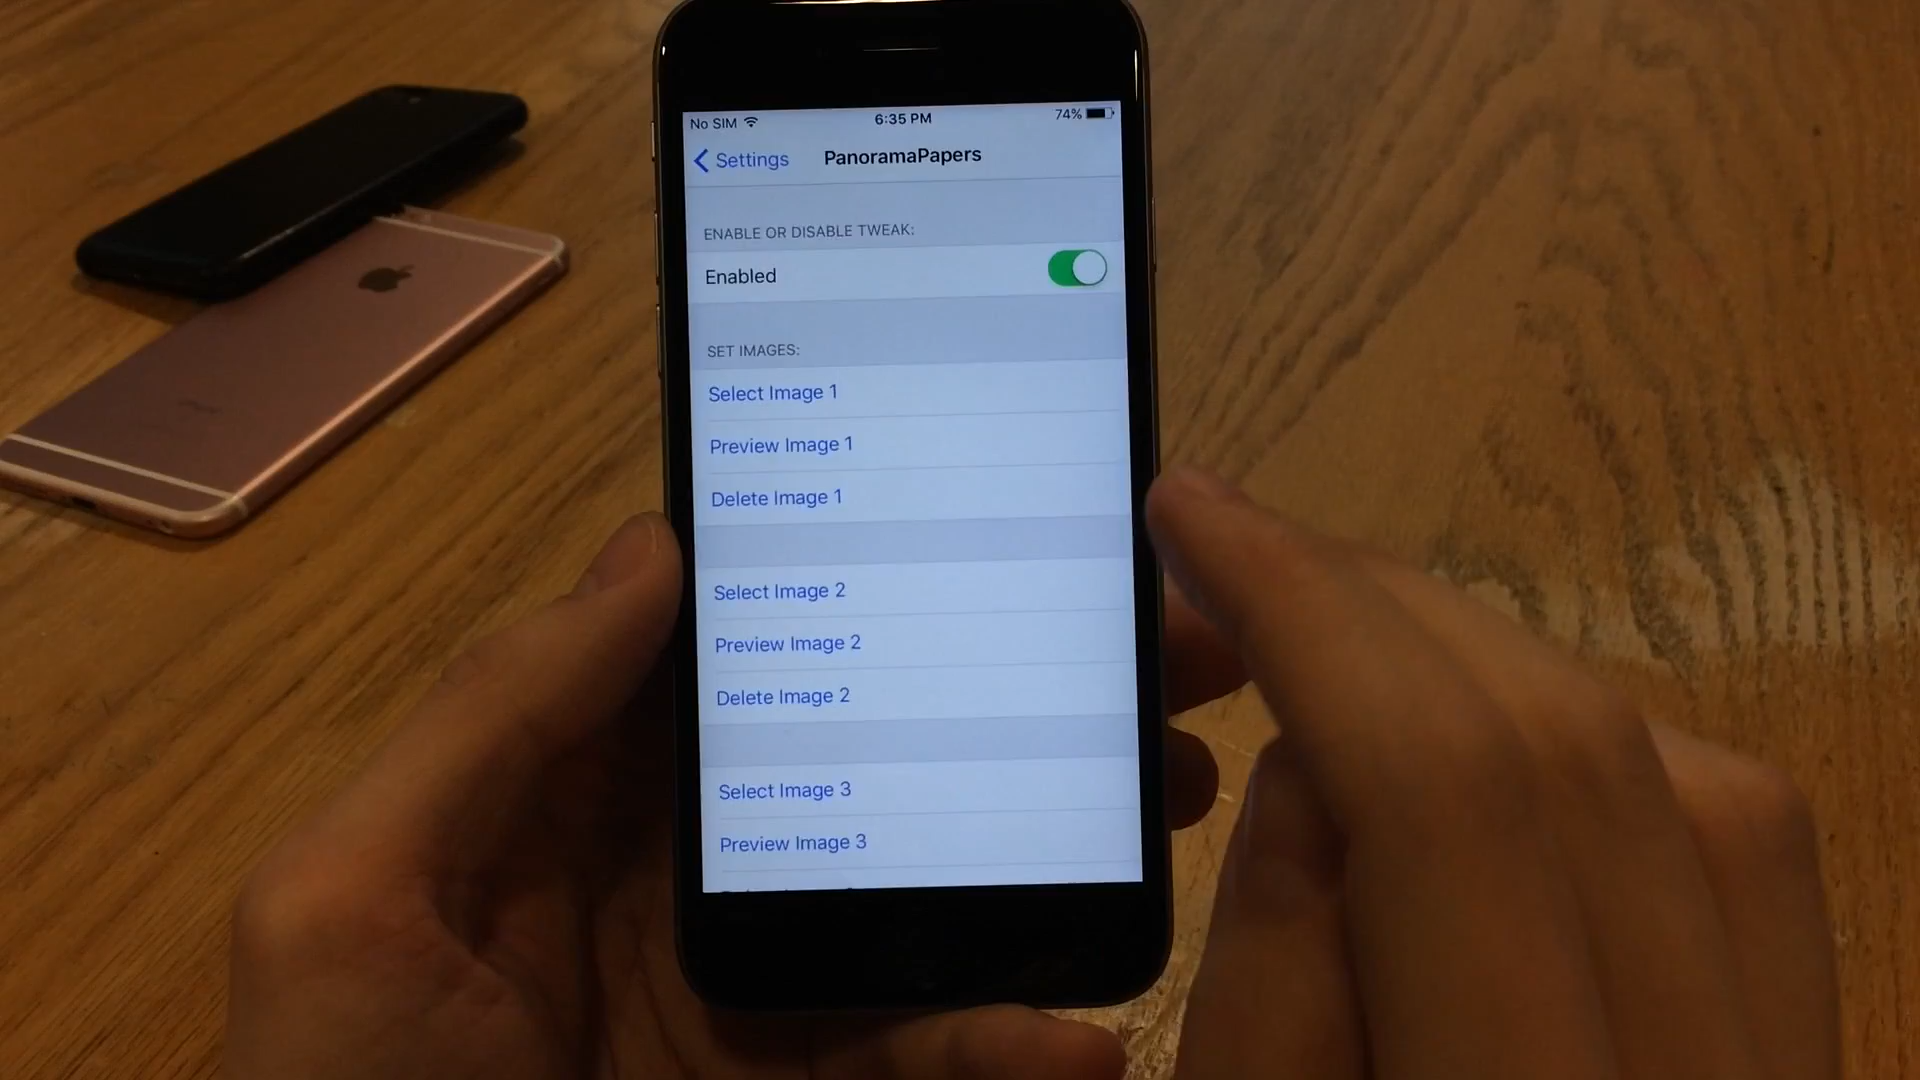 No SIM 6:35 PM 74%
Settings PanoramaPapers
ENABLE OR DISABLE TWEAK:
Enabled
SET IMAGES:
Select Image 1
Preview Image 1
Delete Image 1
Select Image 2
Preview Image 2
Delete Image 2
Select Image 3
Preview Image 3